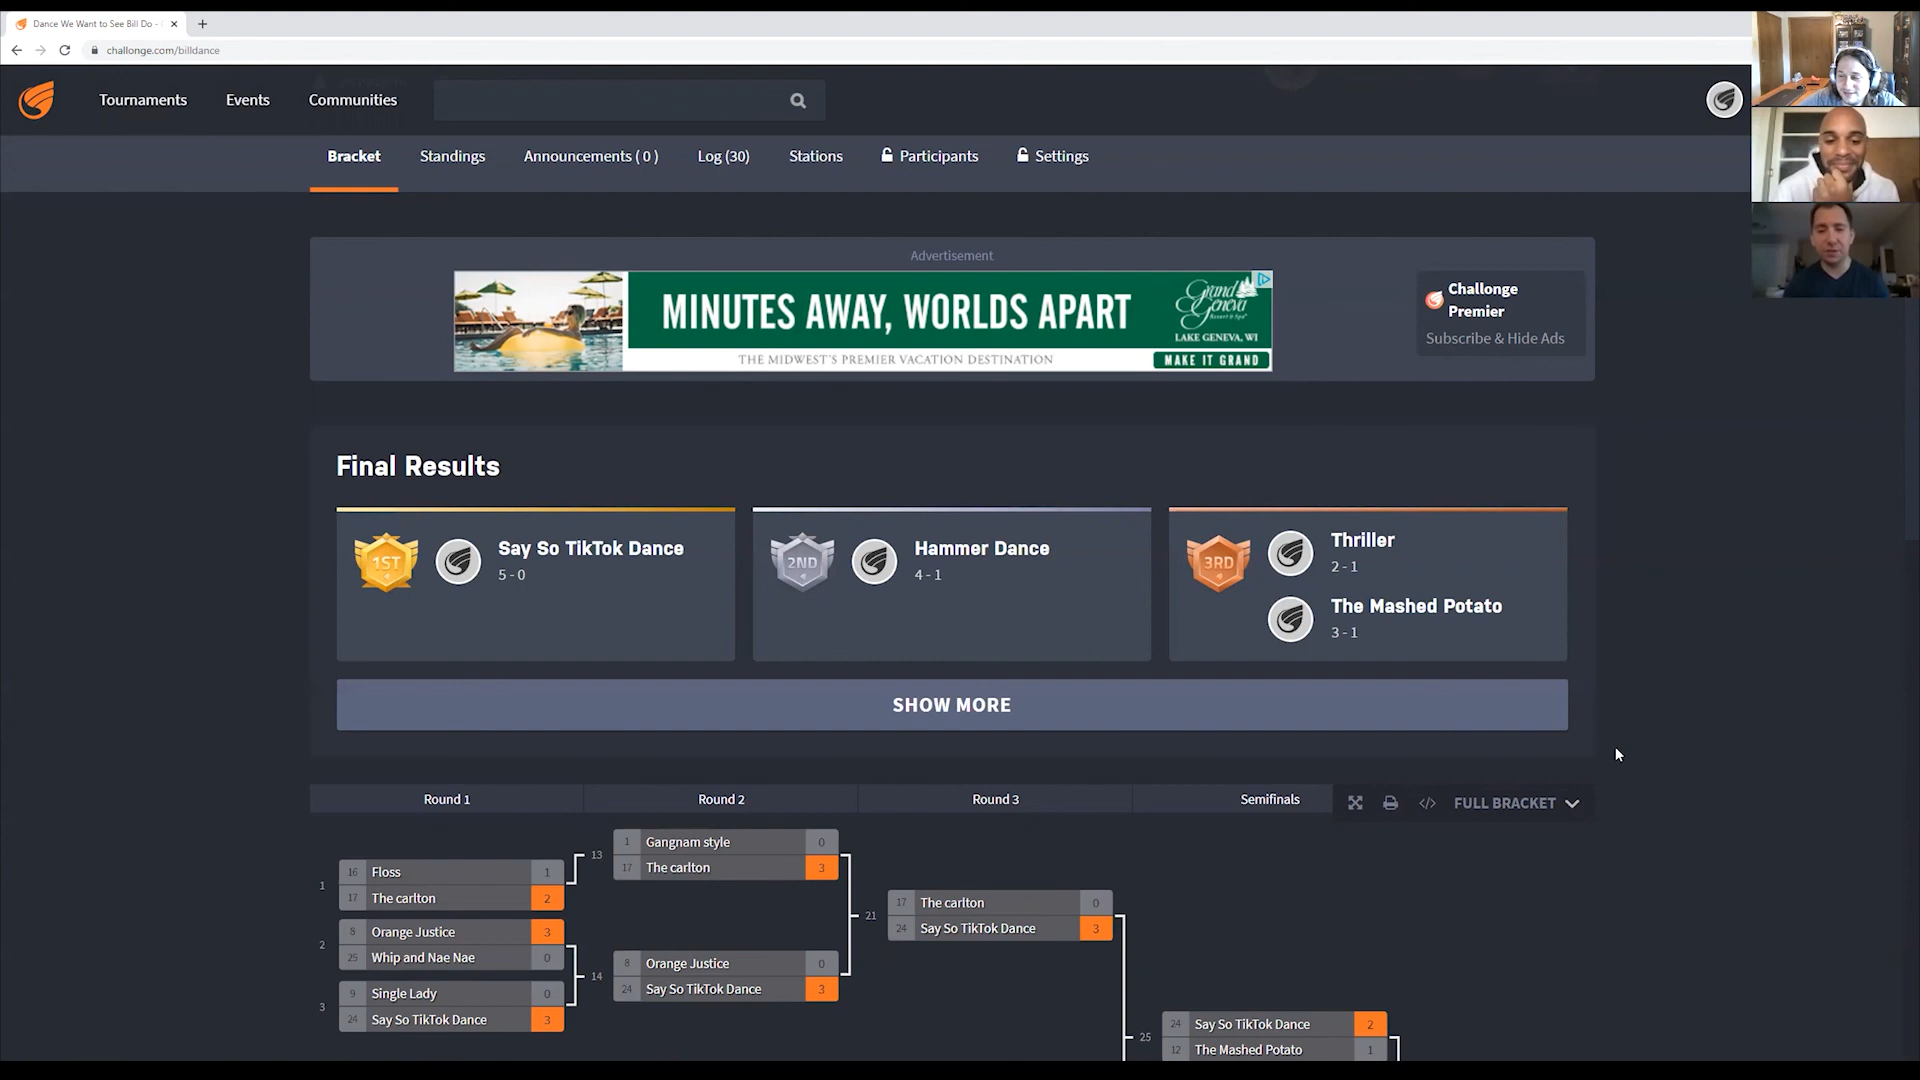 Dance We Want to See Bill Do -
challonge.com/billdance
Tournaments
Events
Communities
Bracket
Standings
Announcements ( 0 )
Log (30)
Stations
Participants
Settings
Advertisement
MINUTES AWAY, WORLDS APART
THE MIDWEST'S PREMIER VACATION DESTINATION
Grand
Geneva
Resort & Spa
LAKE GENEVA, WI
MAKE IT GRAND
Challonge
Premier
Subscribe & Hide Ads
Final Results
1ST
Say So TikTok Dance
5 - 0
2ND
Hammer Dance
4 - 1
3RD
Thriller
2 - 1
The Mashed Potato
3 - 1
SHOW MORE
Round 1
Round 2
Round 3
Semifinals
FULL BRACKET
1
16 Floss 1
17 The carlton 2
2
8 Orange Justice 3
25 Whip and Nae Nae 0
3
9 Single Lady 0
24 Say So TikTok Dance 3
13
1 Gangnam style 0
17 The carlton 3
14
8 Orange Justice 0
24 Say So TikTok Dance 3
21
17 The carlton 0
24 Say So TikTok Dance 3
25
24 Say So TikTok Dance 2
12 The Mashed Potato 1